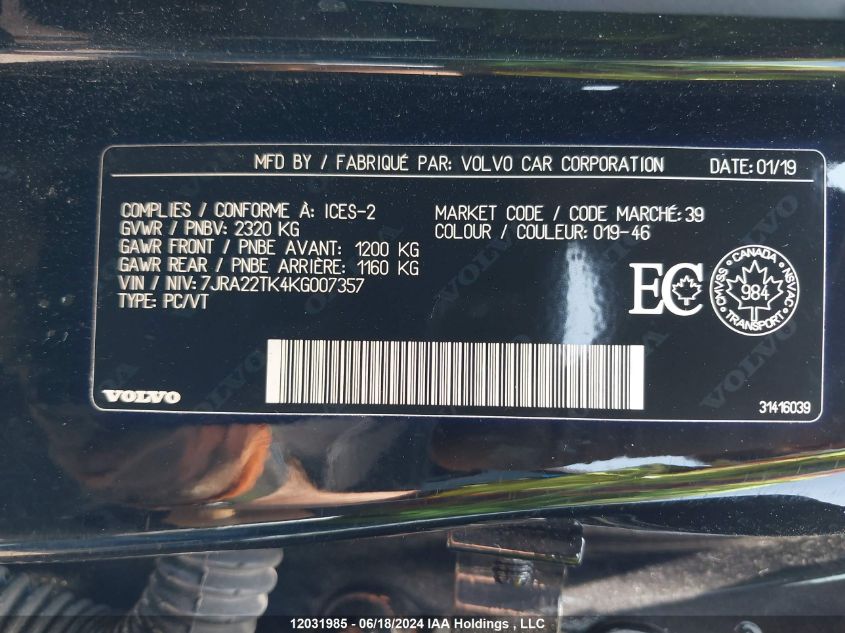 MFD BY / FABRIQUÉ PAR: VOLVO CAR CORPORATION DATE: 01/19
COMPLIES / CONFORME À: ICES-2
GVWR / PNBV: 2320 KG
GAWR FRONT / PNBE AVANT: 1200 KG
GAWR REAR / PNBE ARRIÈRE: 1160 KG
VIN / NIV: 7JRA22TK4KG007357
TYPE: PC/VT
MARKET CODE / CODE MARCHÉ: 39
COLOUR / COULEUR: 019-46
EC
CANADA
CMVSS 984 NSVAC
TRANSPORT
VOLVO
31416039
12031985 - 06/18/2024 IAA Holdings , LLC